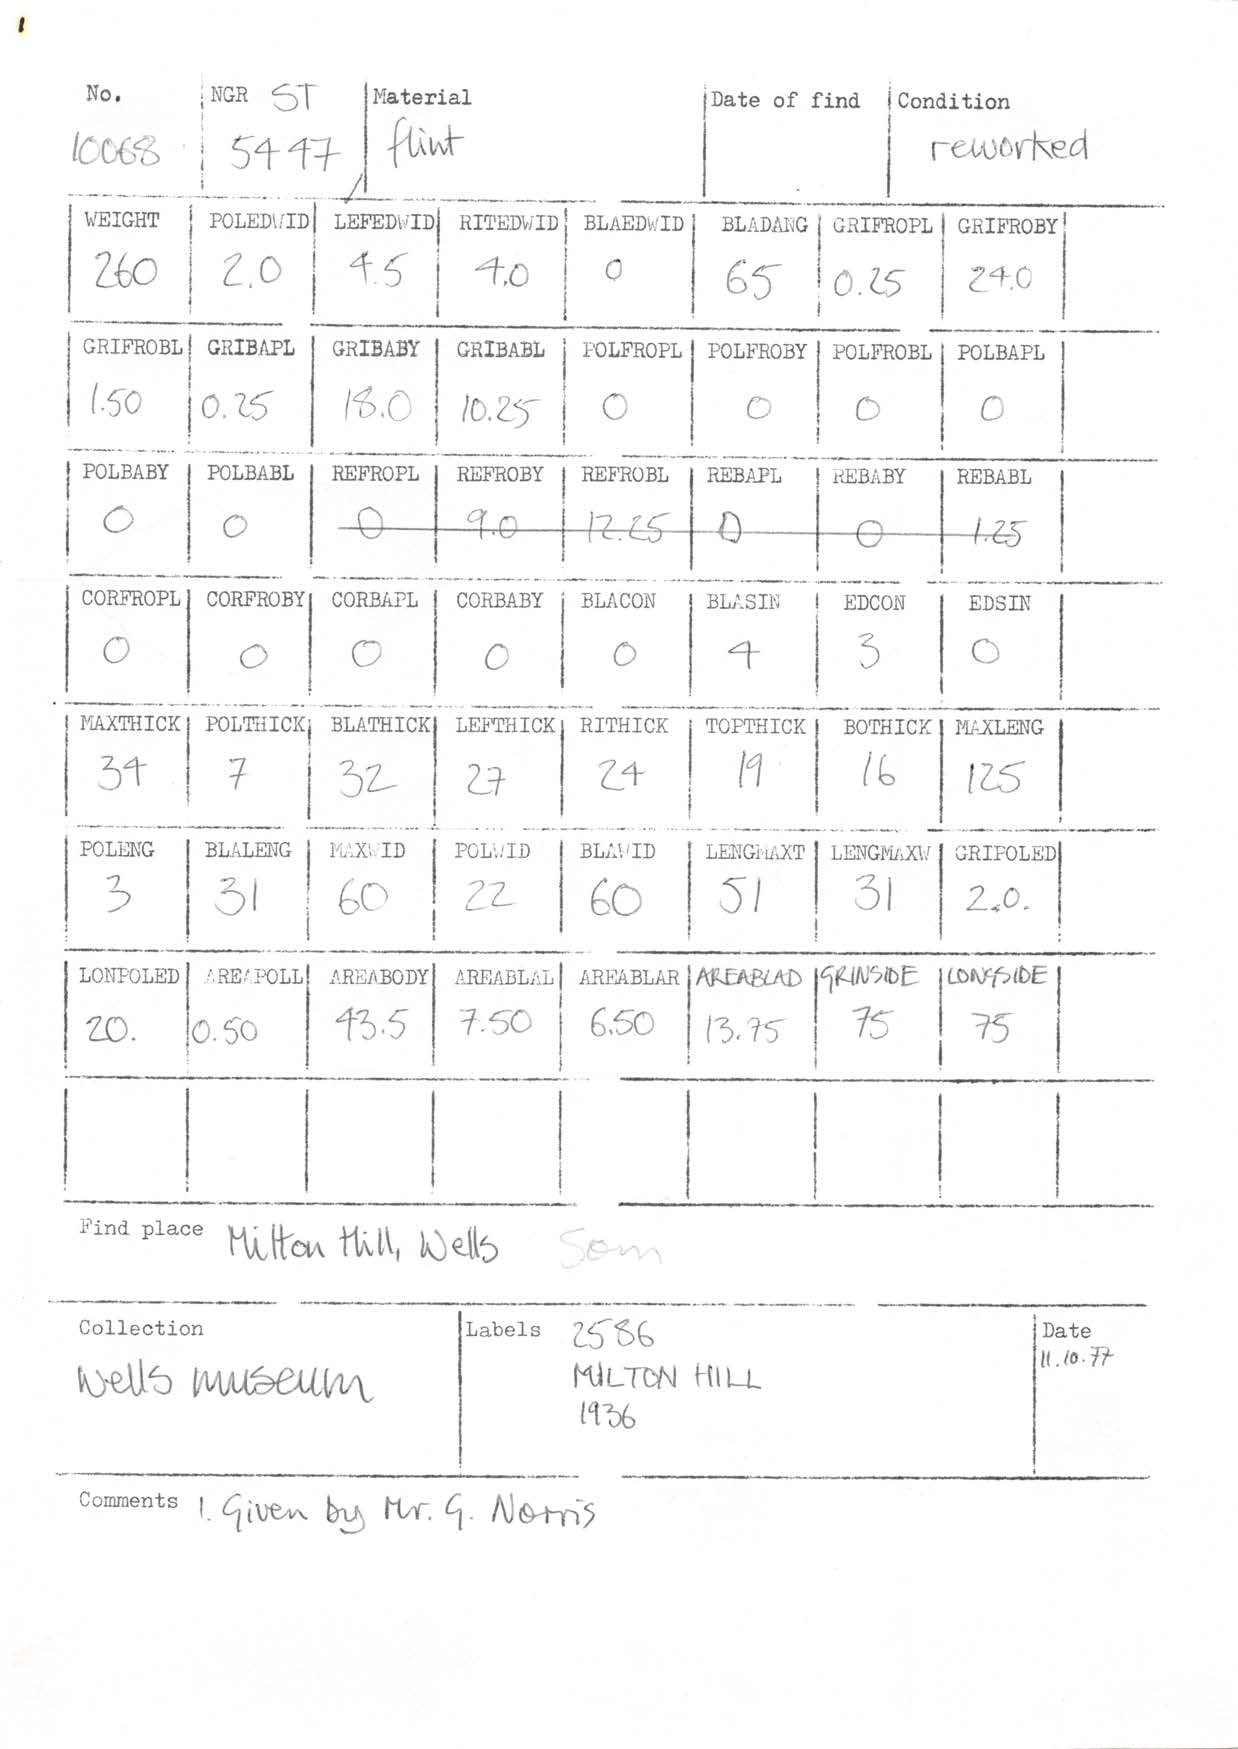 1
No. NGR ST Material Date of find Condition
10068 5447 flint reworked
WEIGHT POLEDWID LEFEDWID RITEDWID BLAEDWID BLADANG GRIFROPL GRIFROBY
260 2.0 4.5 4.0 0 65 0.25 24.0
GRIFROBL GRIBAPL GRIBABY GRIBABL POLFROPL POLFROBY POLFROBL POLBAPL
1.50 0.25 18.0 10.25 0 0 0 0
POLBABY POLBABL REFROPL REFROBY REFROBL REBAPL REBABY REBABL
0 0 0 9.0 12.25 0 0 1.25
CORFROPL CORFROBY CORBAPL CORBABY BLACON BLASIN EDCON EDSIN
0 0 0 0 0 4 3 0
MAXTHICK POLTHICK BLATHICK LEFTHICK RITHICK TOPTHICK BOTHICK MAXLENG
34 7 32 27 24 19 16 125
POLENG BLALENG MAXWID POLWID BLAWID LENGMAXT LENGMAXW GRIPOLED
3 31 60 22 60 51 31 2.0.
LONPOLED AREAPOLL AREABODY AREABLAL AREABLAR AREABLAD GRINSIDE LONGSIDE
20. 0.50 43.5 7.50 6.50 13.75 75 75
Find place Milton Hill, Wells Som
Collection Labels 2586 Date
Wells museum MILTON HILL 11.10.77
1936
Comments 1. Given by Mr. G. Norris